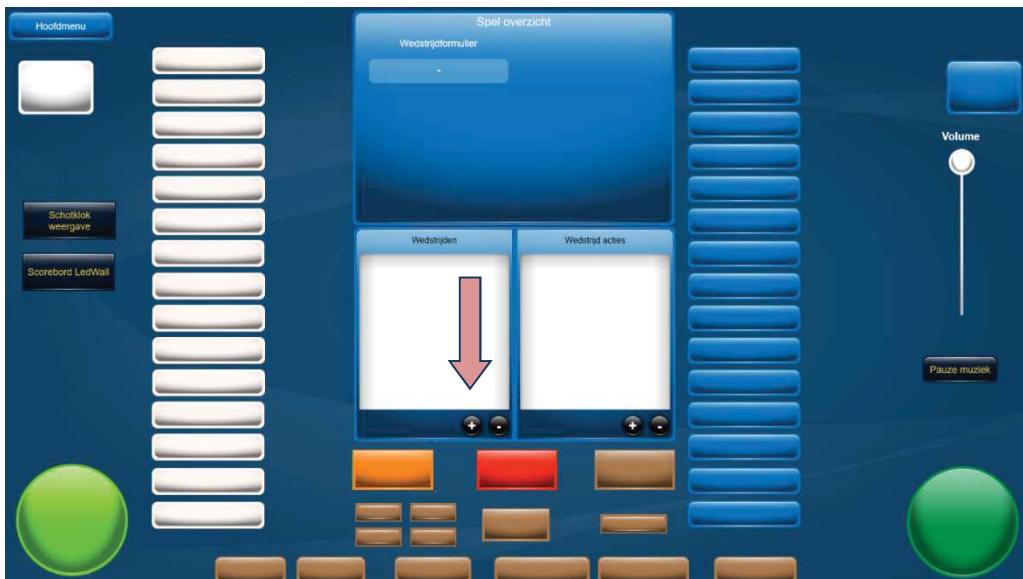 Hoofdmenu
Spel overzicht
Wedstrijdformulier
-
Volume
Schotklok
weergave
Scorebord LedWall
Wedstrijden
Wedstrijd acties
Pauze muziek
+ -
+ -